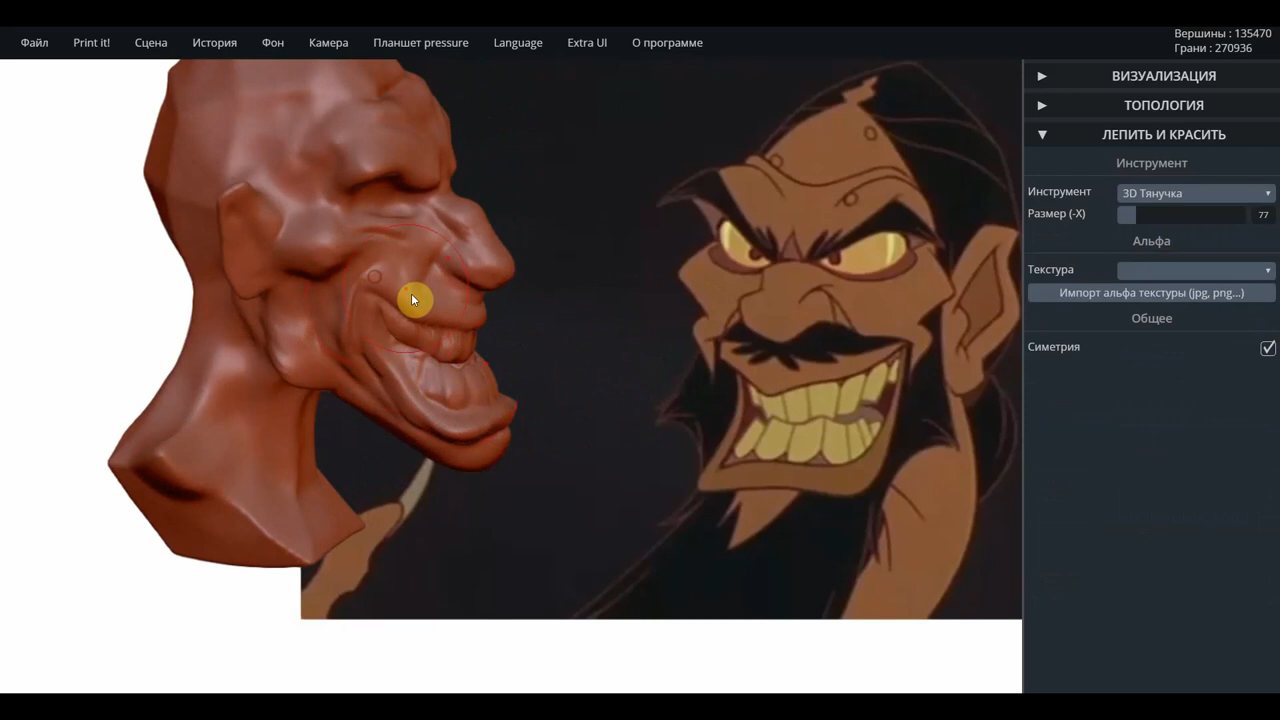 Файл Print it! Сцена История Фон Камера Планшет pressure Language Extra UI О программе
Вершины : 135470
Грани : 270936
ВИЗУАЛИЗАЦИЯ
ТОПОЛОГИЯ
ЛЕПИТЬ И КРАСИТЬ
Инструмент
Инструмент 3D Тянучка
Размер (-X) 77
Альфа
Текстура
Импорт альфа текстуры (jpg, png...)
Общее
Симетрия